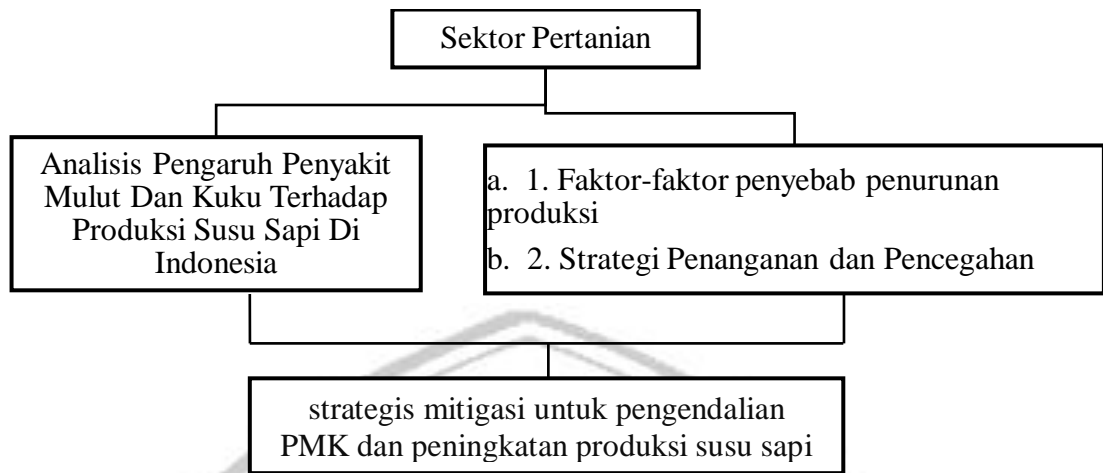 Sektor Pertanian
Analisis Pengaruh Penyakit
Mulut Dan Kuku Terhadap
Produksi Susu Sapi Di
Indonesia
a. 1. Faktor-faktor penyebab penurunan
produksi
b. 2. Strategi Penanganan dan Pencegahan
strategis mitigasi untuk pengendalian
PMK dan peningkatan produksi susu sapi